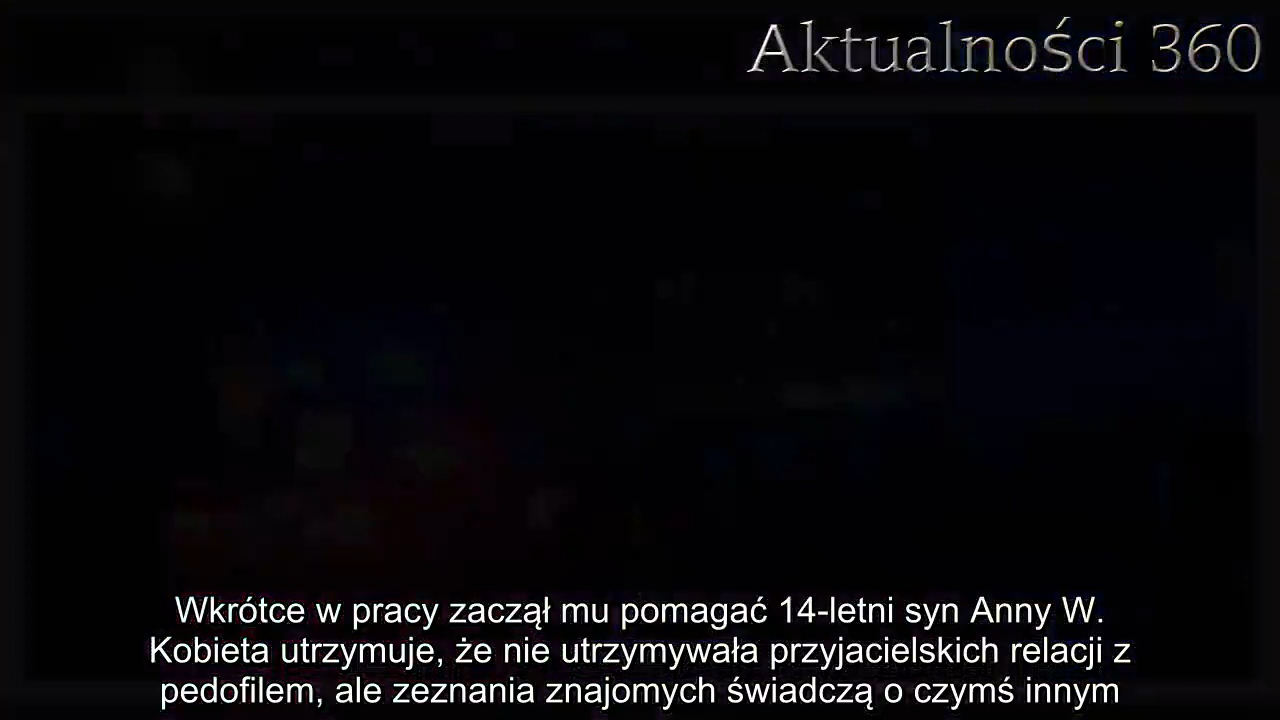 Aktualności 360
Wkrótce w pracy zaczął mu pomagać 14-letni syn Anny W.
Kobieta utrzymuje, że nie utrzymywała przyjacielskich relacji z
pedofilem, ale zeznania znajomych świadczą o czymś innym